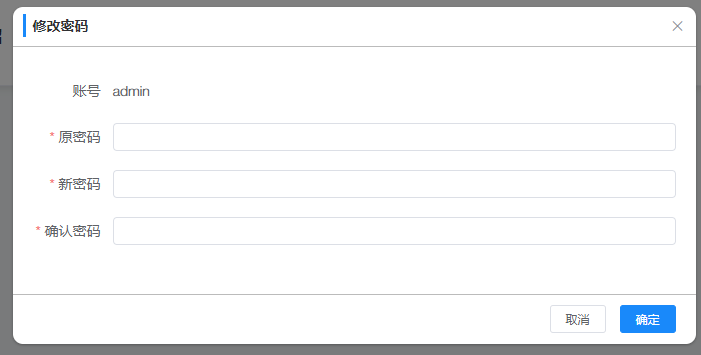 修改密码
账号 admin
* 原密码
* 新密码
* 确认密码
取消 确定